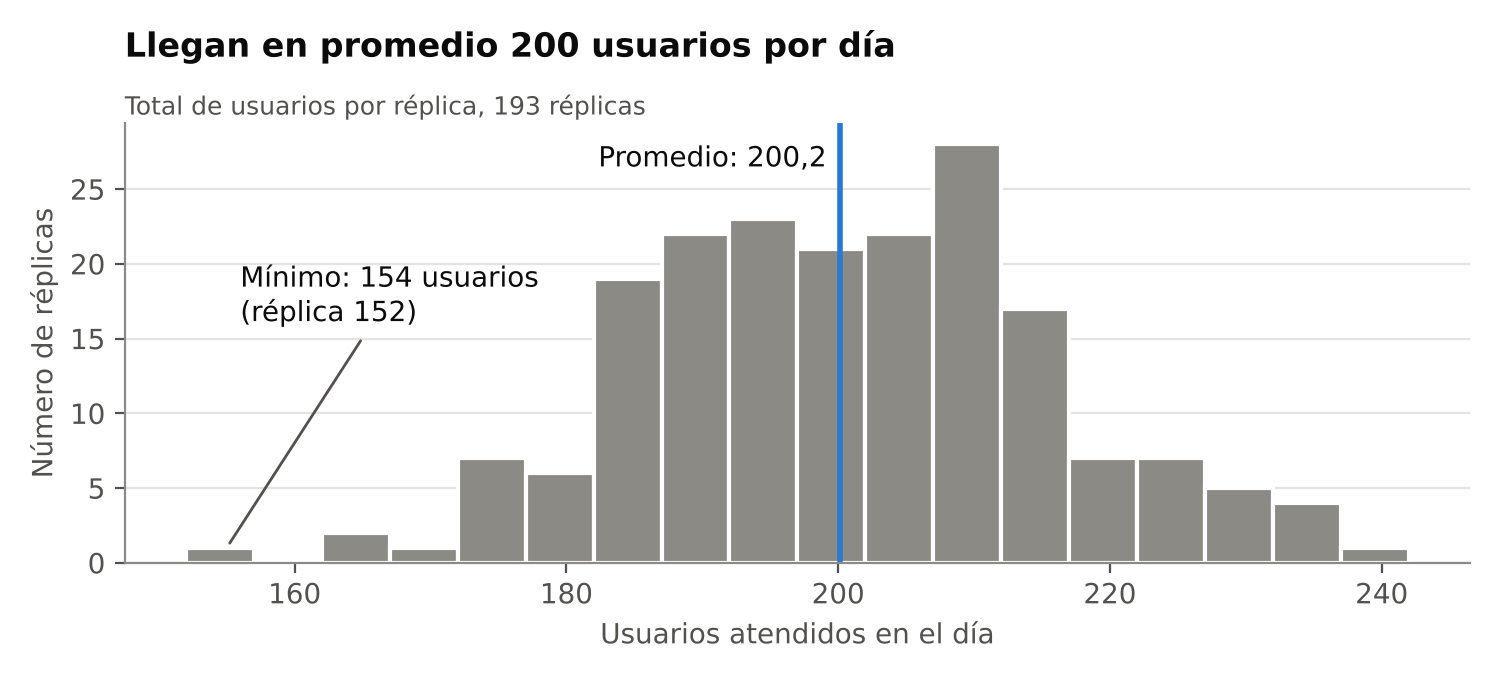 Llegan en promedio 200 usuarios por día
Total de usuarios por réplica, 193 réplicas
Promedio: 200,2
Mínimo: 154 usuarios
(réplica 152)
Número de réplicas
25
20
15
10
5
0
160
180
200
220
240
Usuarios atendidos en el día